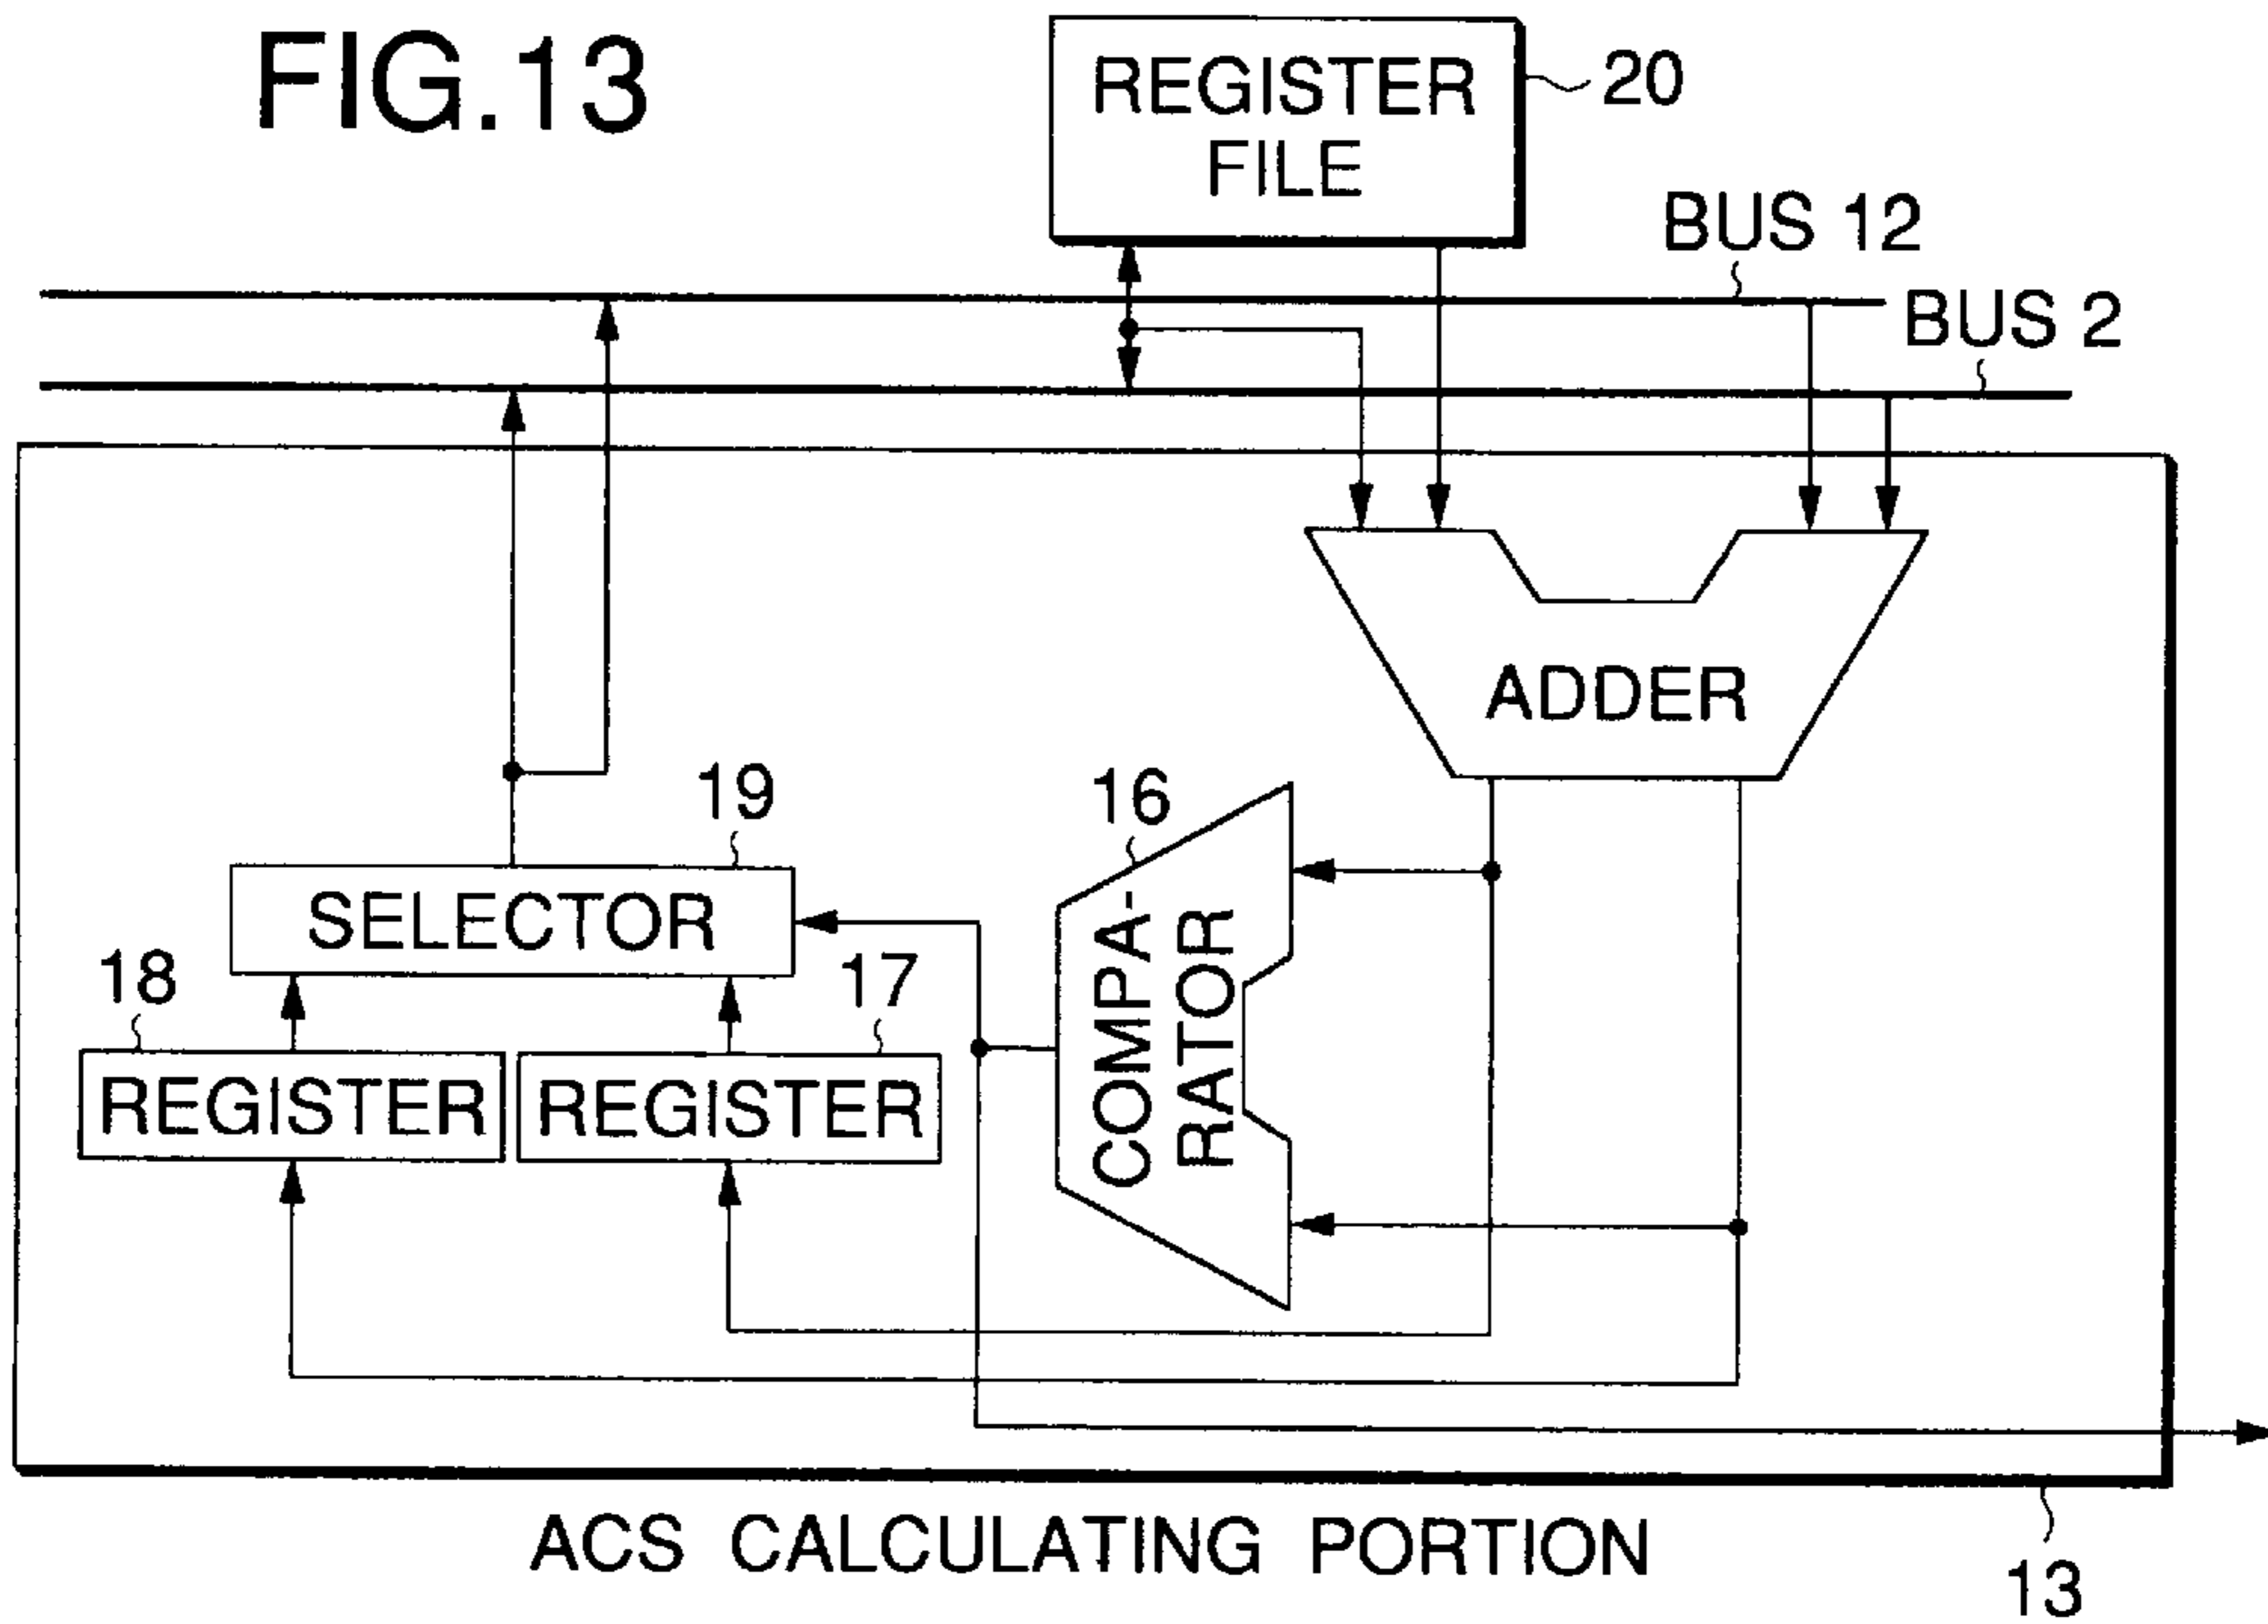 FIG.13
REGISTER
FILE
20
BUS 12
BUS 2
ADDER
19
16
SELECTOR
COMPA-
RATOR
18
17
REGISTER
REGISTER
ACS CALCULATING PORTION
13